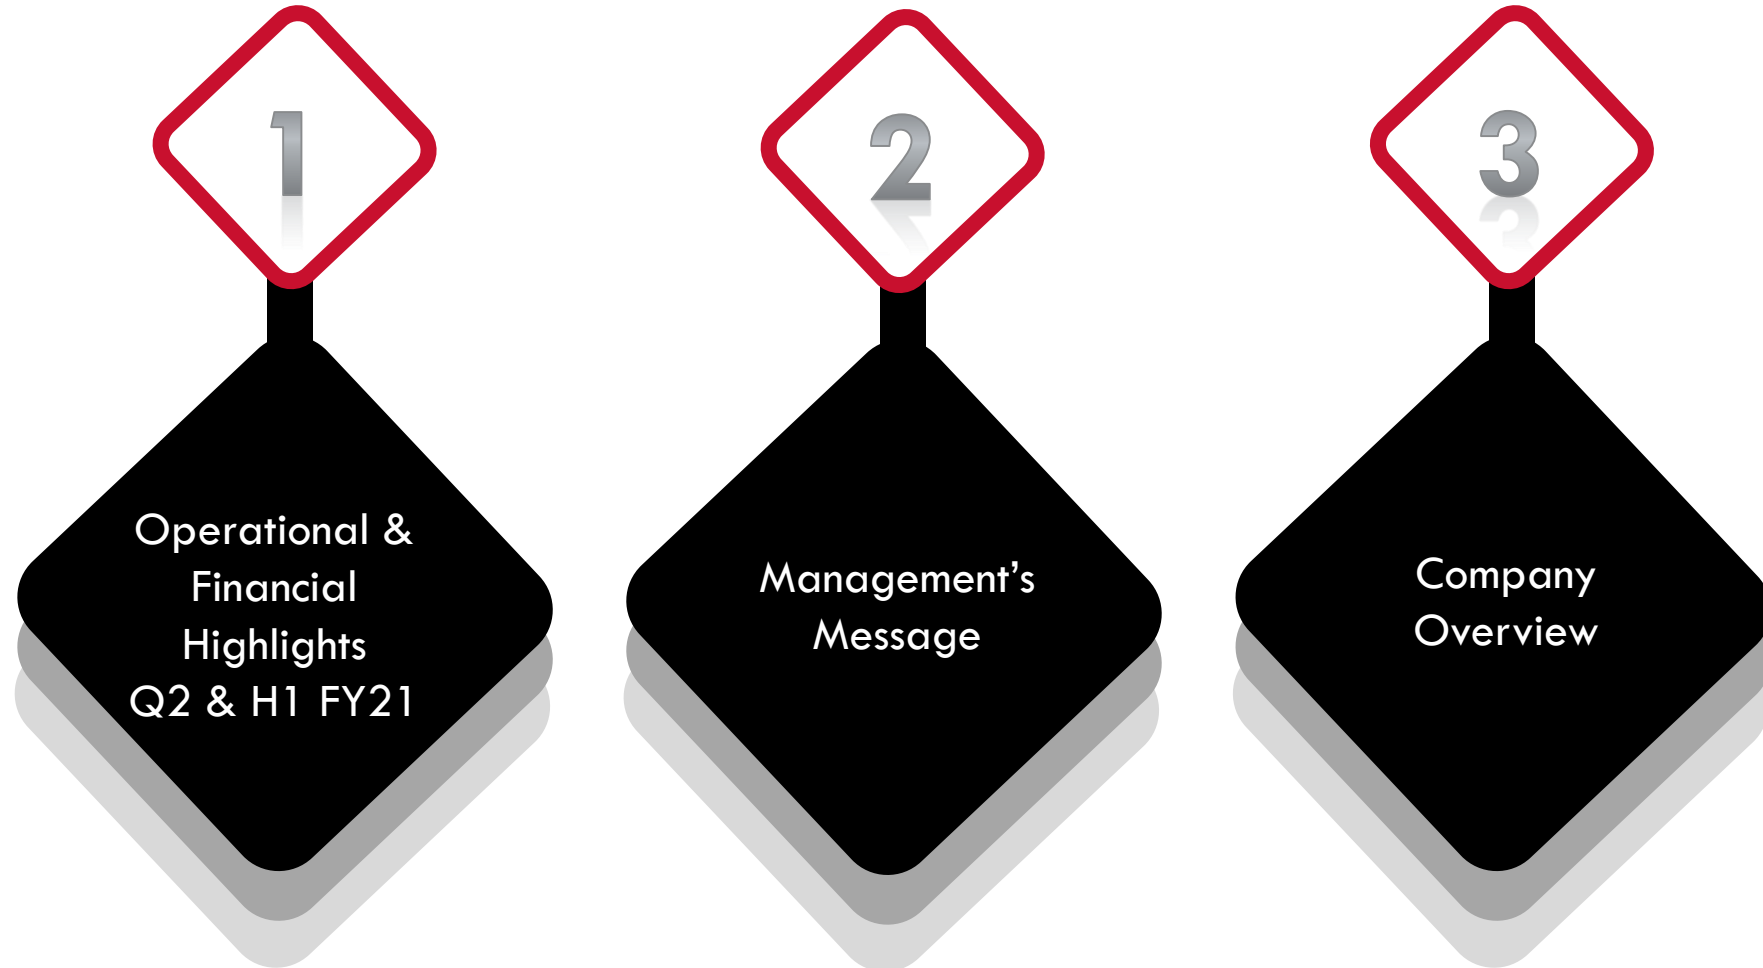 1
Operational &
Financial
Highlights
Q2 & H1 FY21
2
Management’s
Message
3
Company
Overview